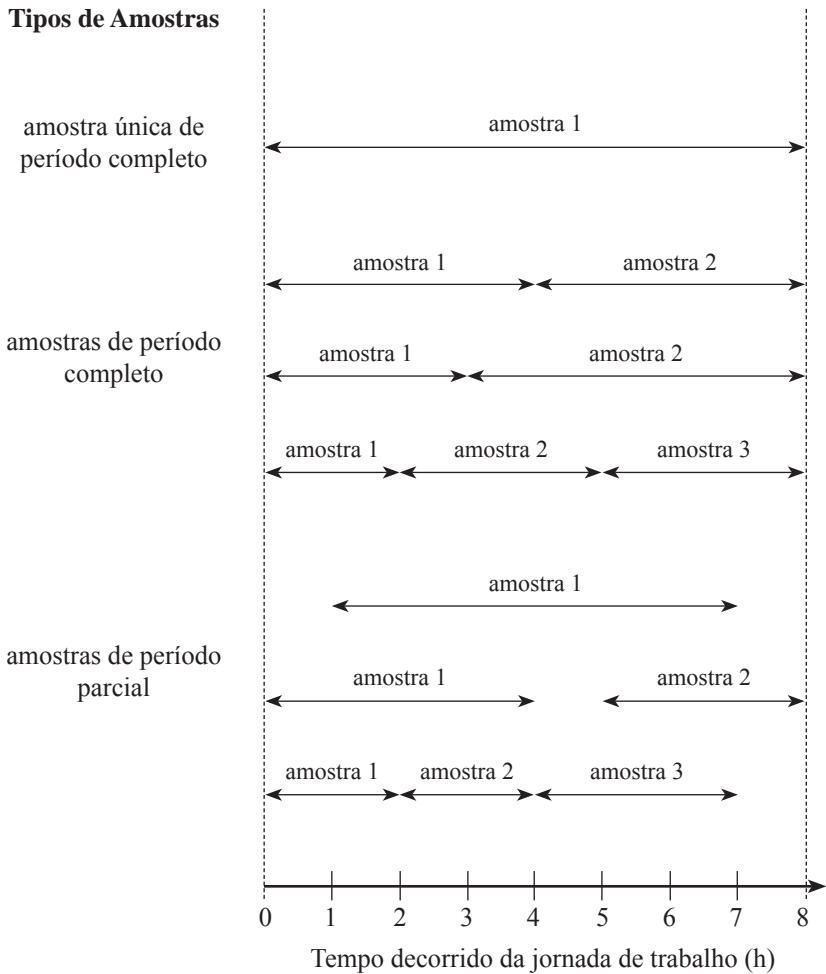 Tipos de Amostras
amostra única de
período completo
amostra 1
amostra 1 amostra 2
amostras de período
completo
amostra 1 amostra 2
amostra 1 amostra 2 amostra 3
amostra 1
amostras de período
parcial
amostra 1 amostra 2
amostra 1 amostra 2 amostra 3
0 1 2 3 4 5 6 7 8
Tempo decorrido da jornada de trabalho (h)